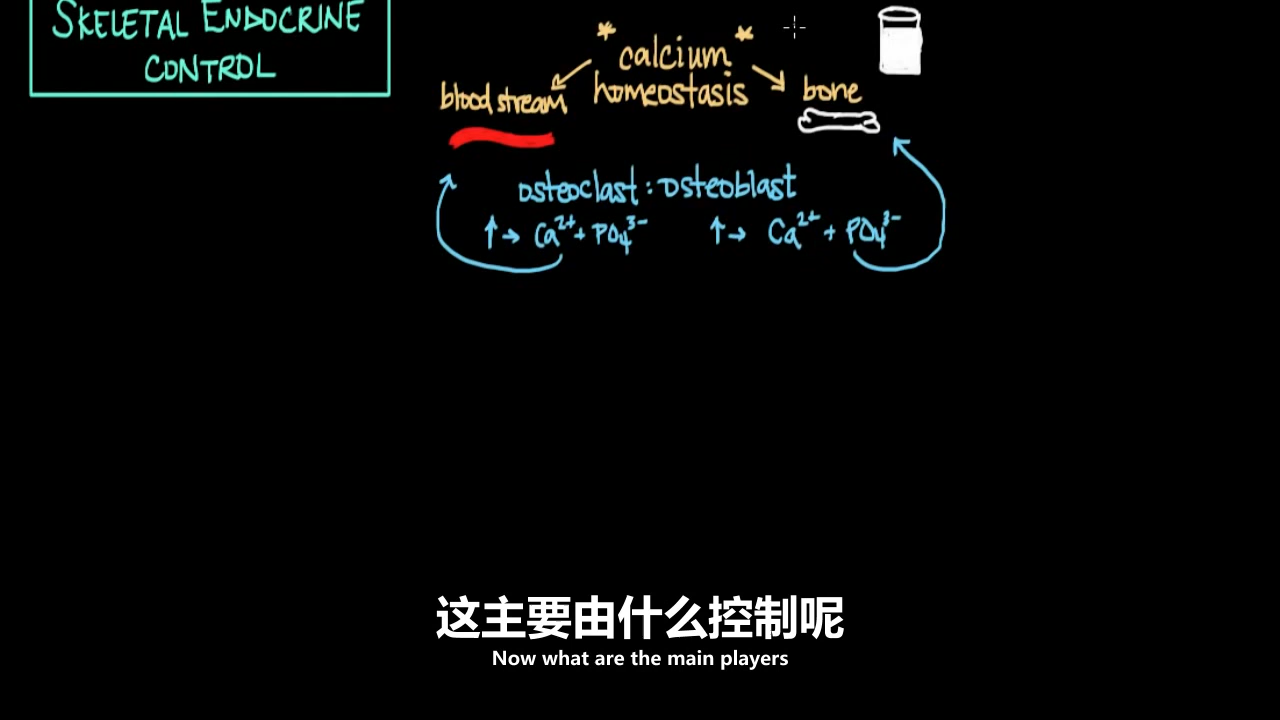 SKELETAL ENDOCRINE
CONTROL
* calcium *
homeostasis
blood stream
bone
osteoclast : osteoblast
↑ → Ca²⁺ + PO₄³⁻ ↑ → Ca²⁺ + PO₄³⁻
这主要由什么控制呢
Now what are the main players